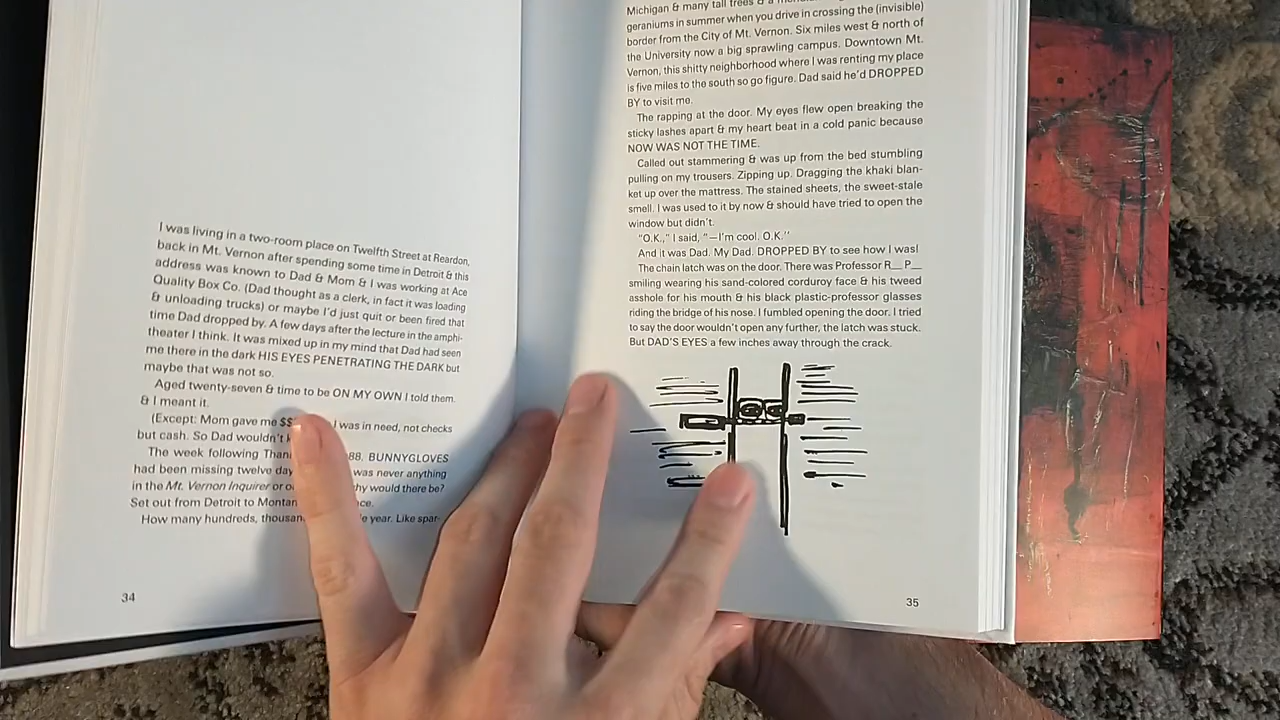 I was living in a two-room place on Twelfth Street at Reardon,
back in Mt. Vernon after spending some time in Detroit & this
address was known to Dad & Mom & I was working at Ace
Quality Box Co. (Dad thought as a clerk, in fact it was loading
& unloading trucks) or maybe I'd just quit or been fired that
time Dad dropped by. A few days after the lecture in the amphi-
theater I think. It was mixed up in my mind that Dad had seen
me there in the dark HIS EYES PENETRATING THE DARK but
maybe that was not so.
Aged twenty-seven & time to be ON MY OWN I told them.
& I meant it.
(Except: Mom gave me $$ I was in need, not checks
but cash. So Dad wouldn't
The week following 88. BUNNYGLOVES
had been missing twelve was never anything
in the Mt. Vernon Inquirer or why would there be?
Set out from Detroit to
How many hundreds, year. Like spar-
34
Michigan & many tall trees & a
geraniums in summer when you drive in crossing the (invisible)
border from the City of Mt. Vernon. Six miles west & north of
the University now a big sprawling campus. Downtown Mt.
Vernon, this shitty neighborhood where I was renting my place
is five miles to the south so go figure. Dad said he'd DROPPED
BY to visit me.
The rapping at the door. My eyes flew open breaking the
sticky lashes apart & my heart beat in a cold panic because
NOW WAS NOT THE TIME.
Called out stammering & was up from the bed stumbling
pulling on my trousers. Zipping up. Dragging the khaki blan-
ket up over the mattress. The stained sheets, the sweet-stale
smell. I was used to it by now & should have tried to open the
window but didn't.
"O.K.," I said, "—I'm cool. O.K."
And it was Dad. My Dad. DROPPED BY to see how I was!
The chain latch was on the door. There was Professor R__ P__
smiling wearing his sand-colored corduroy face & his tweed
asshole for his mouth & his black plastic-professor glasses
riding the bridge of his nose. I fumbled opening the door. I tried
to say the door wouldn't open any further, the latch was stuck.
But DAD'S EYES a few inches away through the crack.
35